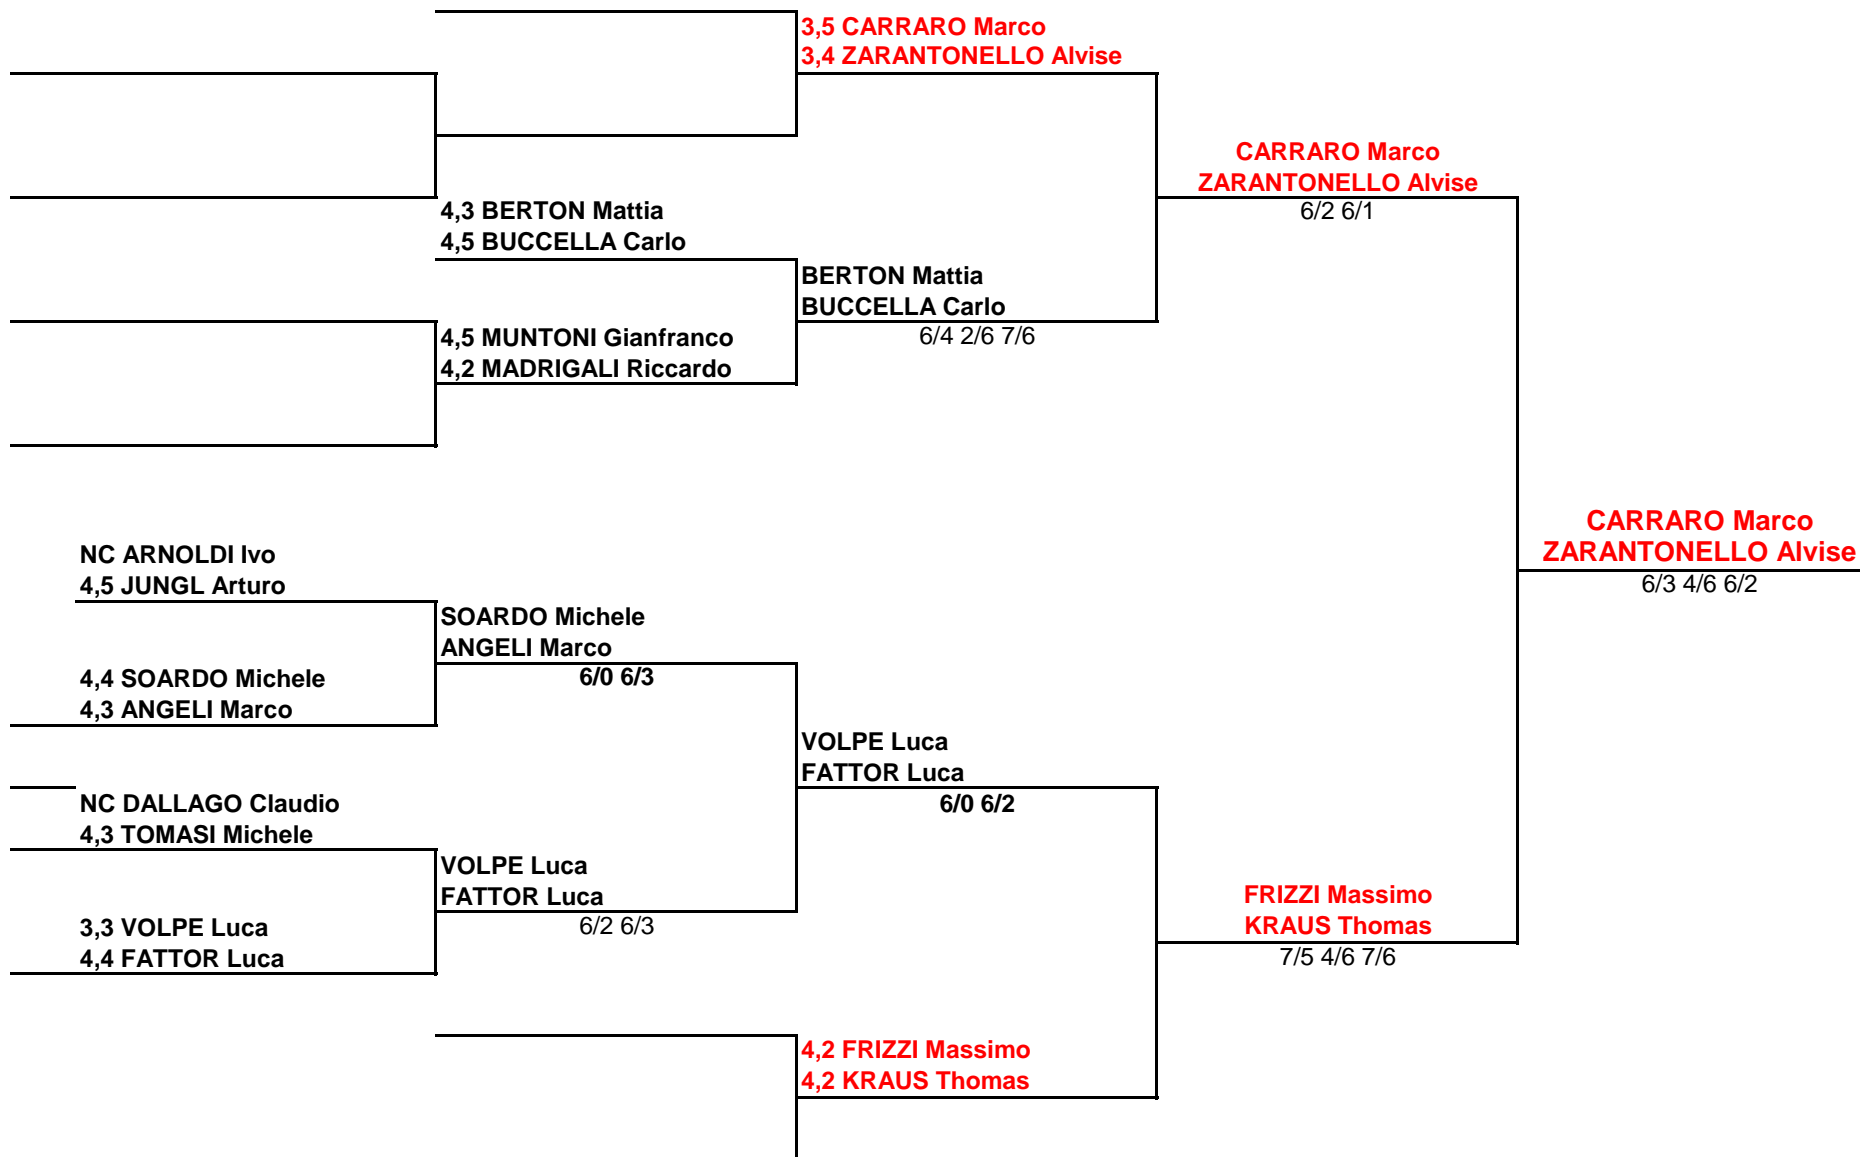 3,5 CARRARO Marco
3,4 ZARANTONELLO Alvise
CARRARO Marco
ZARANTONELLO Alvise
6/2 6/1
4,3 BERTON Mattia
4,5 BUCCELLA Carlo
BERTON Mattia
BUCCELLA Carlo
6/4 2/6 7/6
4,5 MUNTONI Gianfranco
4,2 MADRIGALI Riccardo
CARRARO Marco
ZARANTONELLO Alvise
6/3 4/6 6/2
NC ARNOLDI Ivo
4,5 JUNGL Arturo
SOARDO Michele
ANGELI Marco
6/0 6/3
4,4 SOARDO Michele
4,3 ANGELI Marco
VOLPE Luca
FATTOR Luca
6/0 6/2
NC DALLAGO Claudio
4,3 TOMASI Michele
VOLPE Luca
FATTOR Luca
6/2 6/3
3,3 VOLPE Luca
4,4 FATTOR Luca
FRIZZI Massimo
KRAUS Thomas
7/5 4/6 7/6
4,2 FRIZZI Massimo
4,2 KRAUS Thomas